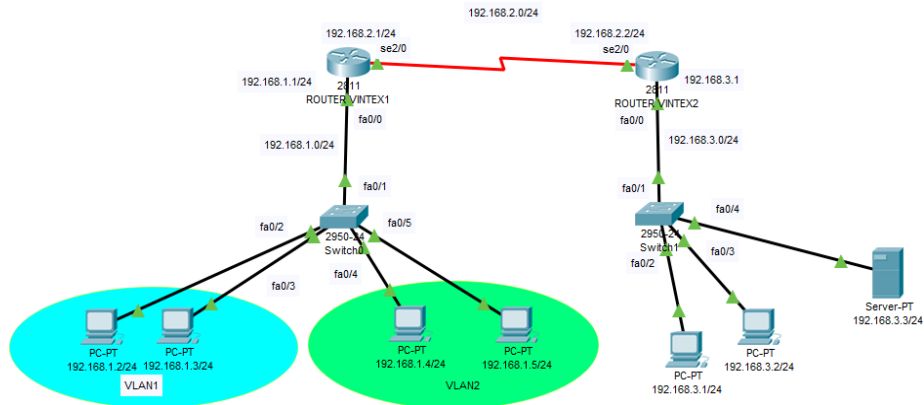 192.168.2.0/24
192.168.2.1/24
192.168.2.2/24
se2/0
se2/0
192.168.1.1/24
2811
ROUTER VINTEX1
192.168.3.1
2811
ROUTER VINTEX2
fa0/0
fa0/0
192.168.1.0/24
192.168.3.0/24
fa0/1
fa0/1
fa0/2
fa0/5
fa0/4
2950-24
Switch0
2950-24
Switch1
fa0/3
fa0/2
fa0/4
fa0/3
Server-PT
192.168.3.3/24
PC-PT
192.168.1.2/24
PC-PT
192.168.1.3/24
PC-PT
192.168.1.4/24
PC-PT
192.168.1.5/24
PC-PT
192.168.3.1/24
PC-PT
192.168.3.2/24
VLAN1
VLAN2